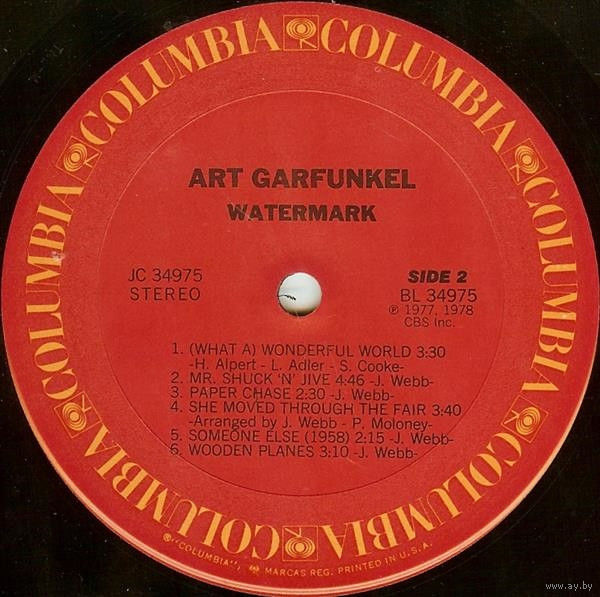 COLUMBIA COLUMBIA COLUMBIA COLUMBIA COLUMBIA COLUMBIA
ART GARFUNKEL
WATERMARK
JC 34975
STEREO
SIDE 2
BL 34975
℗ 1977, 1978
CBS Inc.
1. (WHAT A) WONDERFUL WORLD 3:30
-H. Alpert - L. Adler - S. Cooke-
2. MR. SHUCK 'N' JIVE 4:46 -J. Webb-
3. PAPER CHASE 2:30 -J. Webb-
4. SHE MOVED THROUGH THE FAIR 3:40
-Arranged by J. Webb - P. Moloney-
5. SOMEONE ELSE (1958) 2:15 -J. Webb-
6. WOODEN PLANES 3:10 -J. Webb-
® "COLUMBIA", MARCAS REG. PRINTED IN U.S.A.
www.ay.by